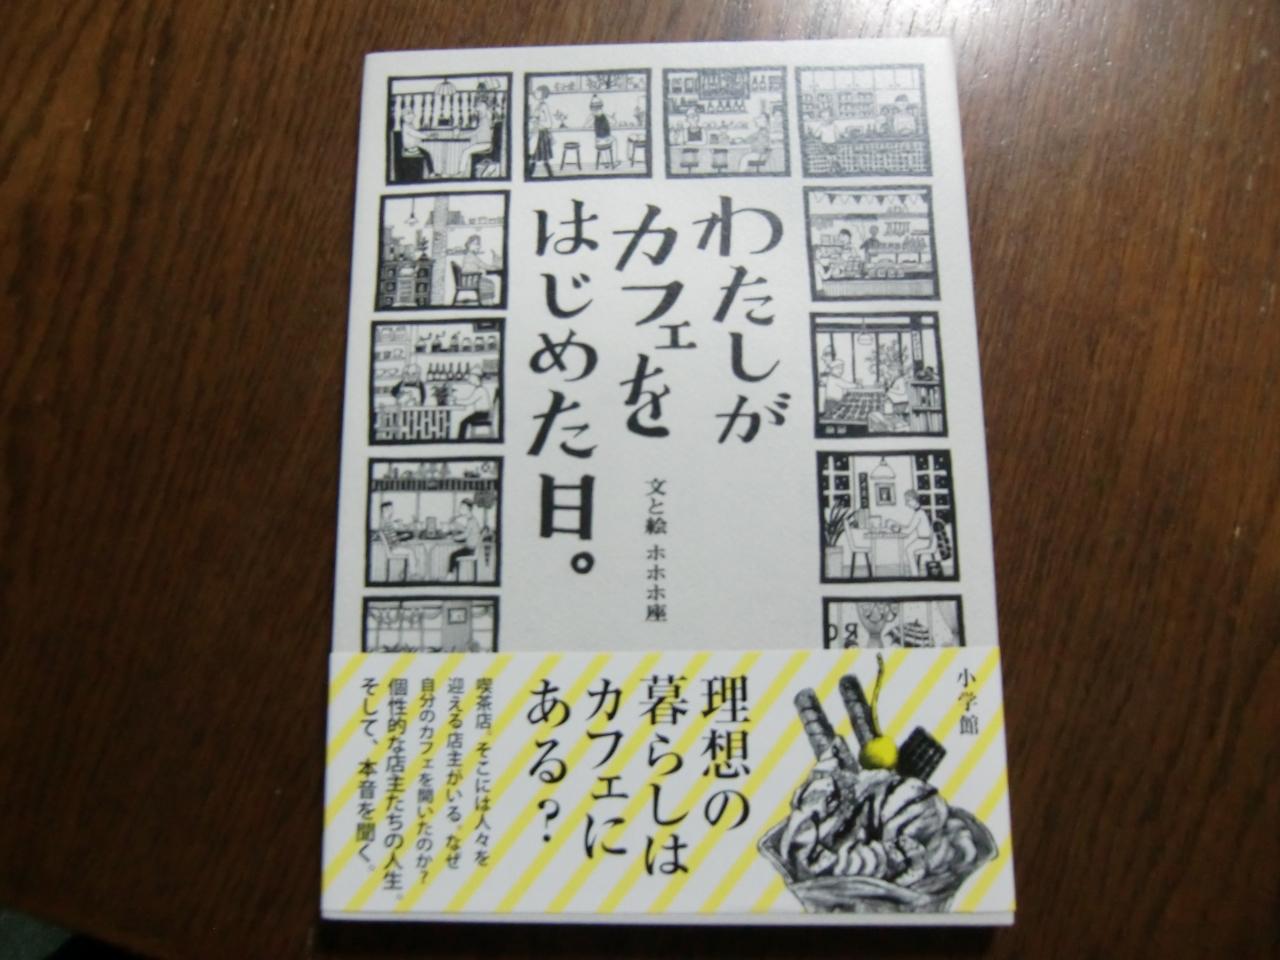 わたしが
カフェを
はじめた日。
文と絵 ホホホ座
小学館
理想の
暮らしは
カフェに
ある?
喫茶店。そこには人々を
迎える店主がいる。なぜ
自分のカフェを開いたのか?
個性的な店主たちの人生。
そして、本音を聞く。